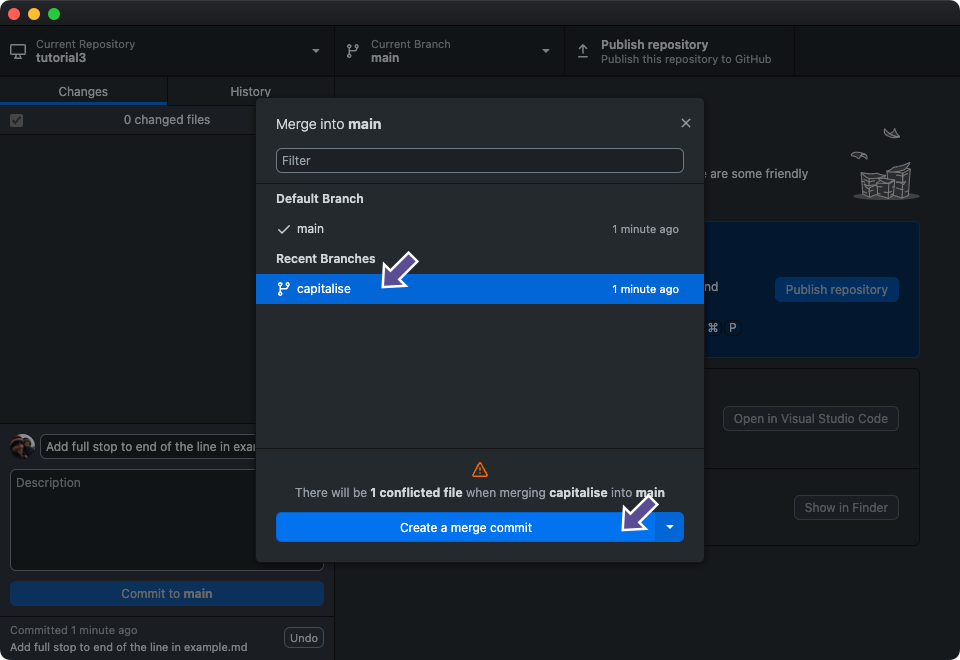 Current Repository
tutorial3
Current Branch
main
Publish repository
Publish this repository to GitHub
Changes
History
0 changed files
Merge into main
Filter
Default Branch
main
1 minute ago
Recent Branches
capitalise
1 minute ago
There will be 1 conflicted file when merging capitalise into main
Create a merge commit
are some friendly
nd
Publish repository
⌘ P
Open in Visual Studio Code
Show in Finder
Add full stop to end of the line in exa
Description
Commit to main
Committed 1 minute ago
Add full stop to end of the line in example.md
Undo